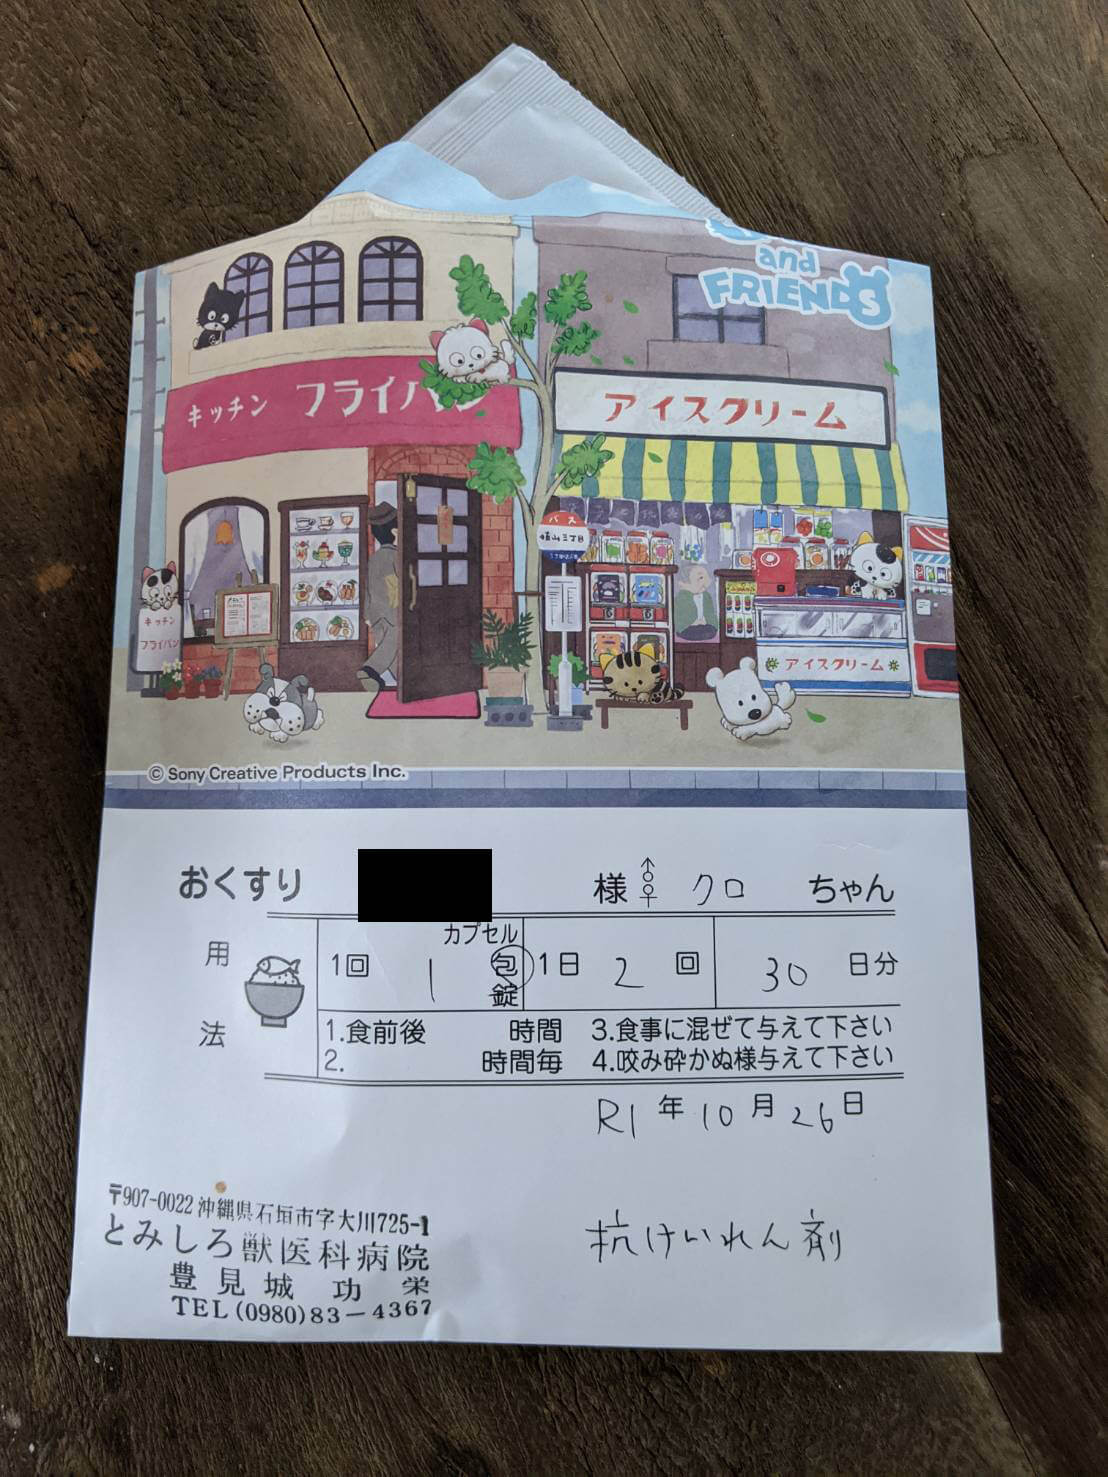 and
FRIENDS
キッチン フライパン
アイスクリーム
バス
キッチン
フライパン
アイスクリーム
© Sony Creative Products Inc.
おくすり 様 クロ ちゃん
用法
カプセル
1回 1 包 1日 2 回 30 日分
錠
1.食前後 時間 3.食事に混ぜて与えて下さい
2. 時間毎 4.咬み砕かぬ様与えて下さい
R1 年 10 月 26 日
抗けいれん剤
〒907-0022 沖縄県石垣市字大川725-1
とみしろ獣医科病院
豊見城 功 栄
TEL(0980)83-4367